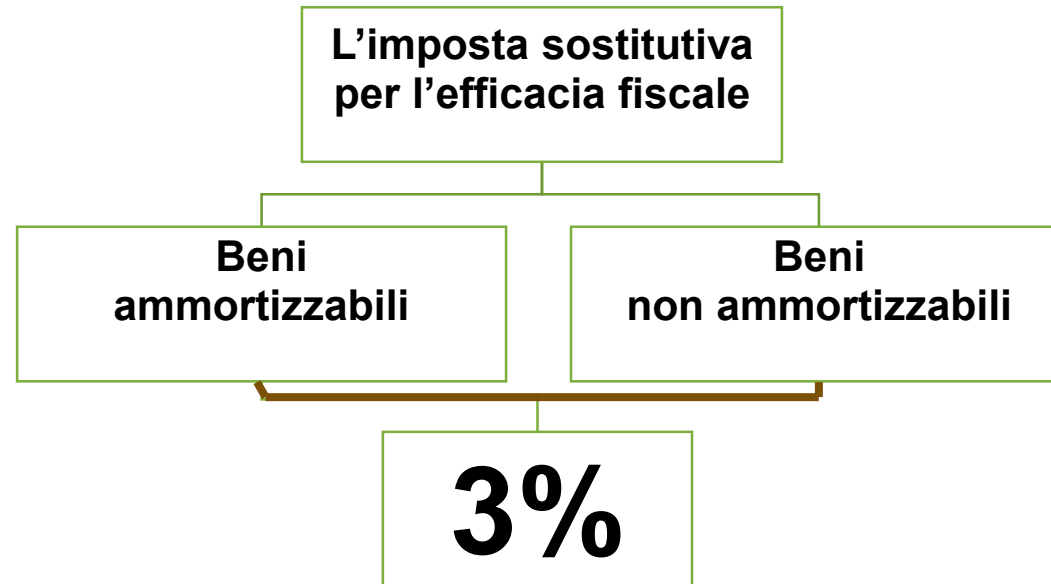 L’imposta sostitutiva
per l’efficacia fiscale
Beni
ammortizzabili
Beni
non ammortizzabili
3%